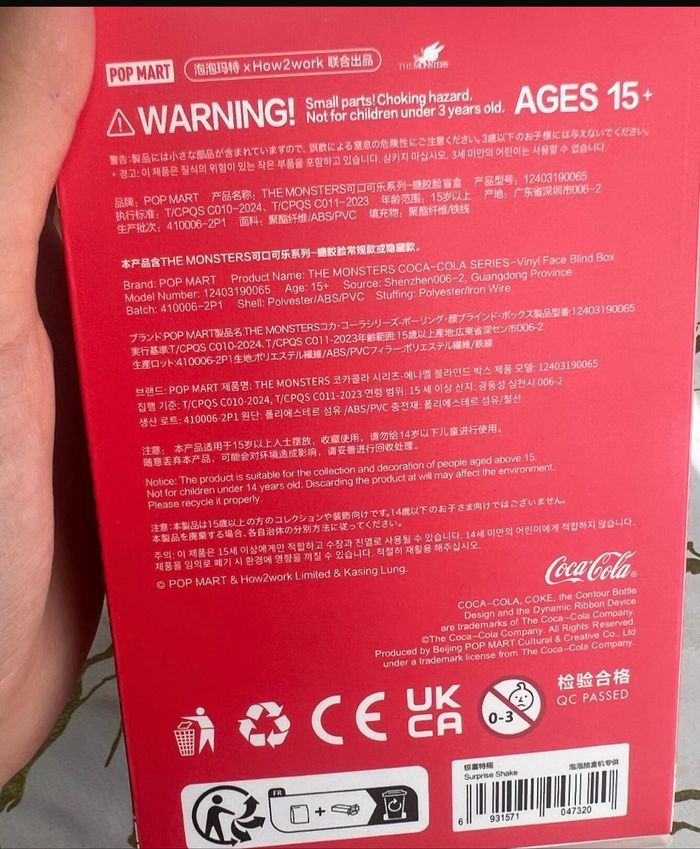 POP MART 泡泡玛特 x How2work 联合出品 THE MONSTERS
WARNING! Small parts! Choking hazard. Not for children under 3 years old. AGES 15+
警告:製品には小さな部品が含まれていますので、誤飲による窒息の危険性にご注意ください。3歳以下のお子様には与えないでください。
• 경고: 이 제품은 질식의 위험이 있는 작은 부품을 포함하고 있습니다. 삼키지 마십시오. 3세 미만의 어린이는 사용할 수 없습니다.
品牌: POP MART 产品名称: THE MONSTERS可口可乐系列-搪胶脸盲盒 产品型号: 12403190065
执行标准: T/CPQS C010-2024、T/CPQS C011-2023 年龄范围: 15岁以上 产地: 广东省深圳市006-2
生产批次: 410006-2P1 面料: 聚酯纤维/ABS/PVC 填充物: 聚酯纤维/铁线
本产品含THE MONSTERS可口可乐系列-搪胶脸常规款或隐藏款。
Brand: POP MART Product Name: THE MONSTERS COCA-COLA SERIES-Vinyl Face Blind Box
Model Number: 12403190065 Age: 15+ Source: Shenzhen006-2, Guangdong Province
Batch: 410006-2P1 Shell: Polyester/ABS/PVC Stuffing: Polyester/Iron Wire
ブランド:POP MART製品名:THE MONSTERSコカ・コーラシリーズ-ボーリング・顔ブラインド・ボックス製品型番:12403190065
実行基準:T/CPQS C010-2024、T/CPQS C011-2023年齢範囲:15歳以上産地:広東省深セン市006-2
生産ロット:410006-2P1生地:ポリエステル繊維/ABS/PVCフィラー:ポリエステル繊維/鉄線
브랜드: POP MART 제품명: THE MONSTERS 코카콜라 시리즈-에나멜 블라인드 박스 제품 모델: 12403190065
집행 기준: T/CPQS C010-2024, T/CPQS C011-2023 연령 범위: 15 세 이상 산지: 광동성 심천시 006-2
생산 로트: 410006-2P1 원단: 폴리에스테르 섬유 /ABS/PVC 충전재: 폴리에스테르 섬유/철선
注意: 本产品适用于15岁以上人士摆放，收藏使用，请勿给14岁以下儿童进行使用。
随意丢弃本产品，可能会对环境造成影响，请妥善进行回收处理。
Notice: The product is suitable for the collection and decoration of people aged above 15.
Not for children under 14 years old. Discarding the product at will may affect the environment.
Please recycle it properly.
注意:本製品は15歳以上の方のコレクションや装飾向けです。14歳以下のお子さま向けではございません。
本製品を廃棄する場合、各自治体の分別方法に従ってください。
주의: 이 제품은 15세 이상에게만 적합하고 수장과 진열로 사용될 수 있습니다. 14세 미만의 어린이에게 적합하지 않습니다.
제품을 임의로 폐기 시 환경에 영향을 끼칠 수 있습니다. 적절히 재활용 해주십시오.
© POP MART & How2work Limited & Kasing Lung.
Coca-Cola®
COCA-COLA, COKE, the Contour Bottle
Design and the Dynamic Ribbon Device
are trademarks of The Coca-Cola Company.
©The Coca-Cola Company. All Rights Reserved.
Produced by Beijing POP MART Cultural & Creative Co., Ltd
under a trademark license from The Coca-Cola Company.
CE UK CA 0-3 检验合格
QC PASSED
FR +
惊喜特摇 泡泡脸盒机专供
Surprise Shake
6 931571 047320